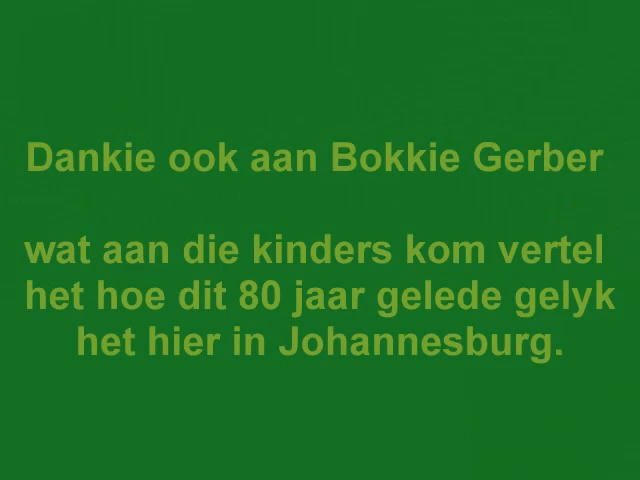 Dankie ook aan Bokkie Gerber
wat aan die kinders kom vertel
het hoe dit 80 jaar gelede gelyk
het hier in Johannesburg.